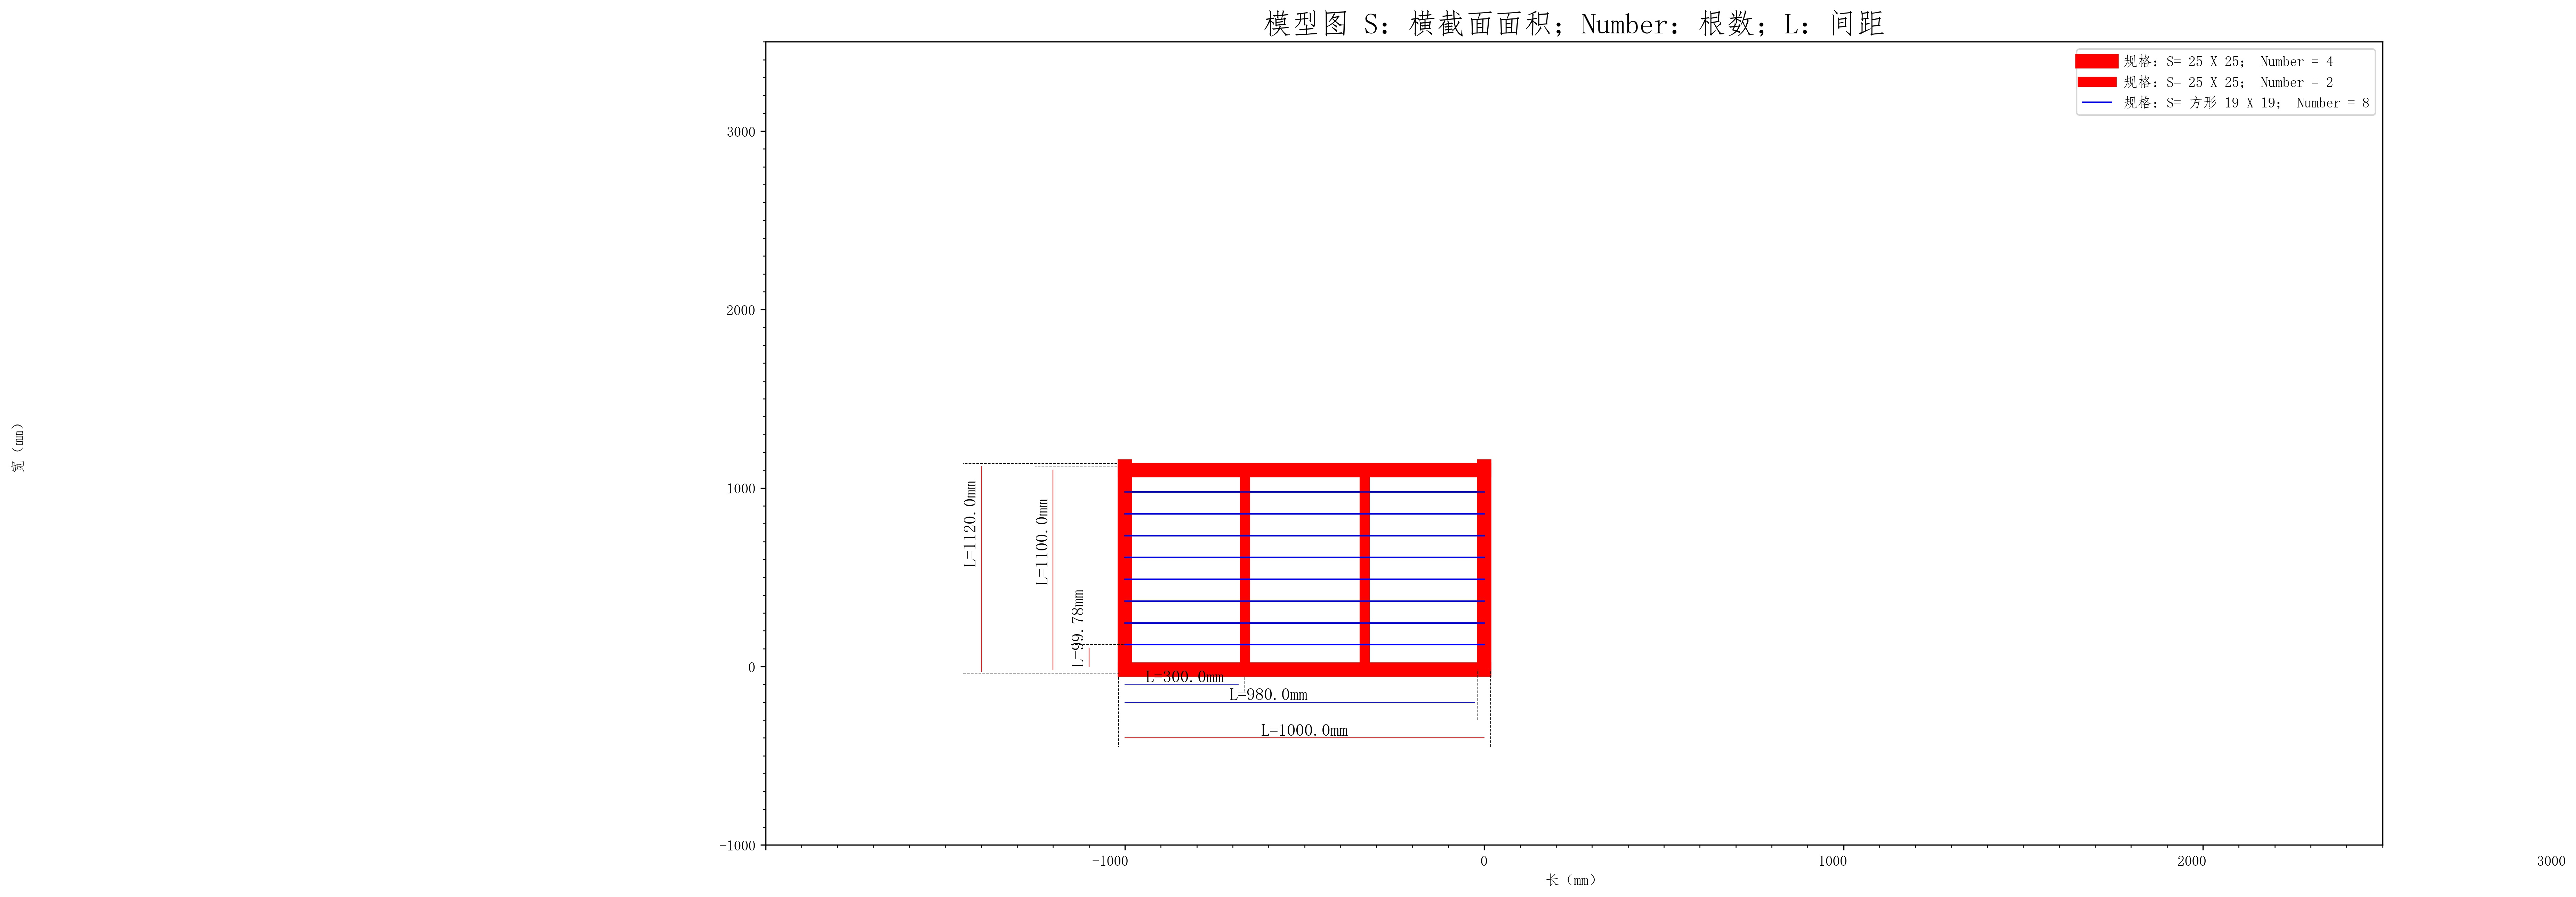 模型图 S：横截面面积；Number：根数；L：间距
规格：S= 25 X 25； Number = 4
规格：S= 25 X 25； Number = 2
规格：S= 方形 19 X 19； Number = 8
3000
2000
1000
0
-1000
宽（mm）
L=1120.0mm
L=1100.0mm
L=99.78mm
L=300.0mm
L=980.0mm
L=1000.0mm
-1000
0
1000
2000
3000
长（mm）